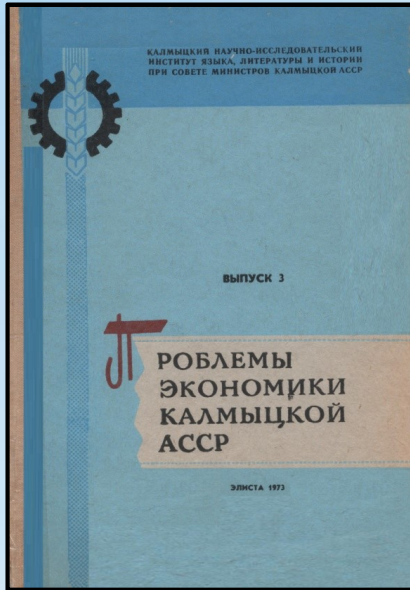 КАЛМЫЦКИЙ НАУЧНО-ИССЛЕДОВАТЕЛЬСКИЙ
ИНСТИТУТ ЯЗЫКА, ЛИТЕРАТУРЫ И ИСТОРИИ
ПРИ СОВЕТЕ МИНИСТРОВ КАЛМЫЦКОЙ АССР
ВЫПУСК 3
ПРОБЛЕМЫ
ЭКОНОМИКИ
КАЛМЫЦКОЙ
АССР
ЭЛИСТА 1973